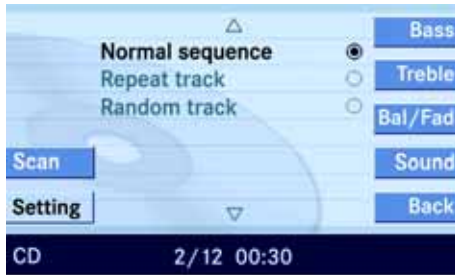 Bass
Normal sequence
Repeat track
Treble
Random track
Bal/Fad
Scan
Sound
Setting
Back
CD 2/12 00:30